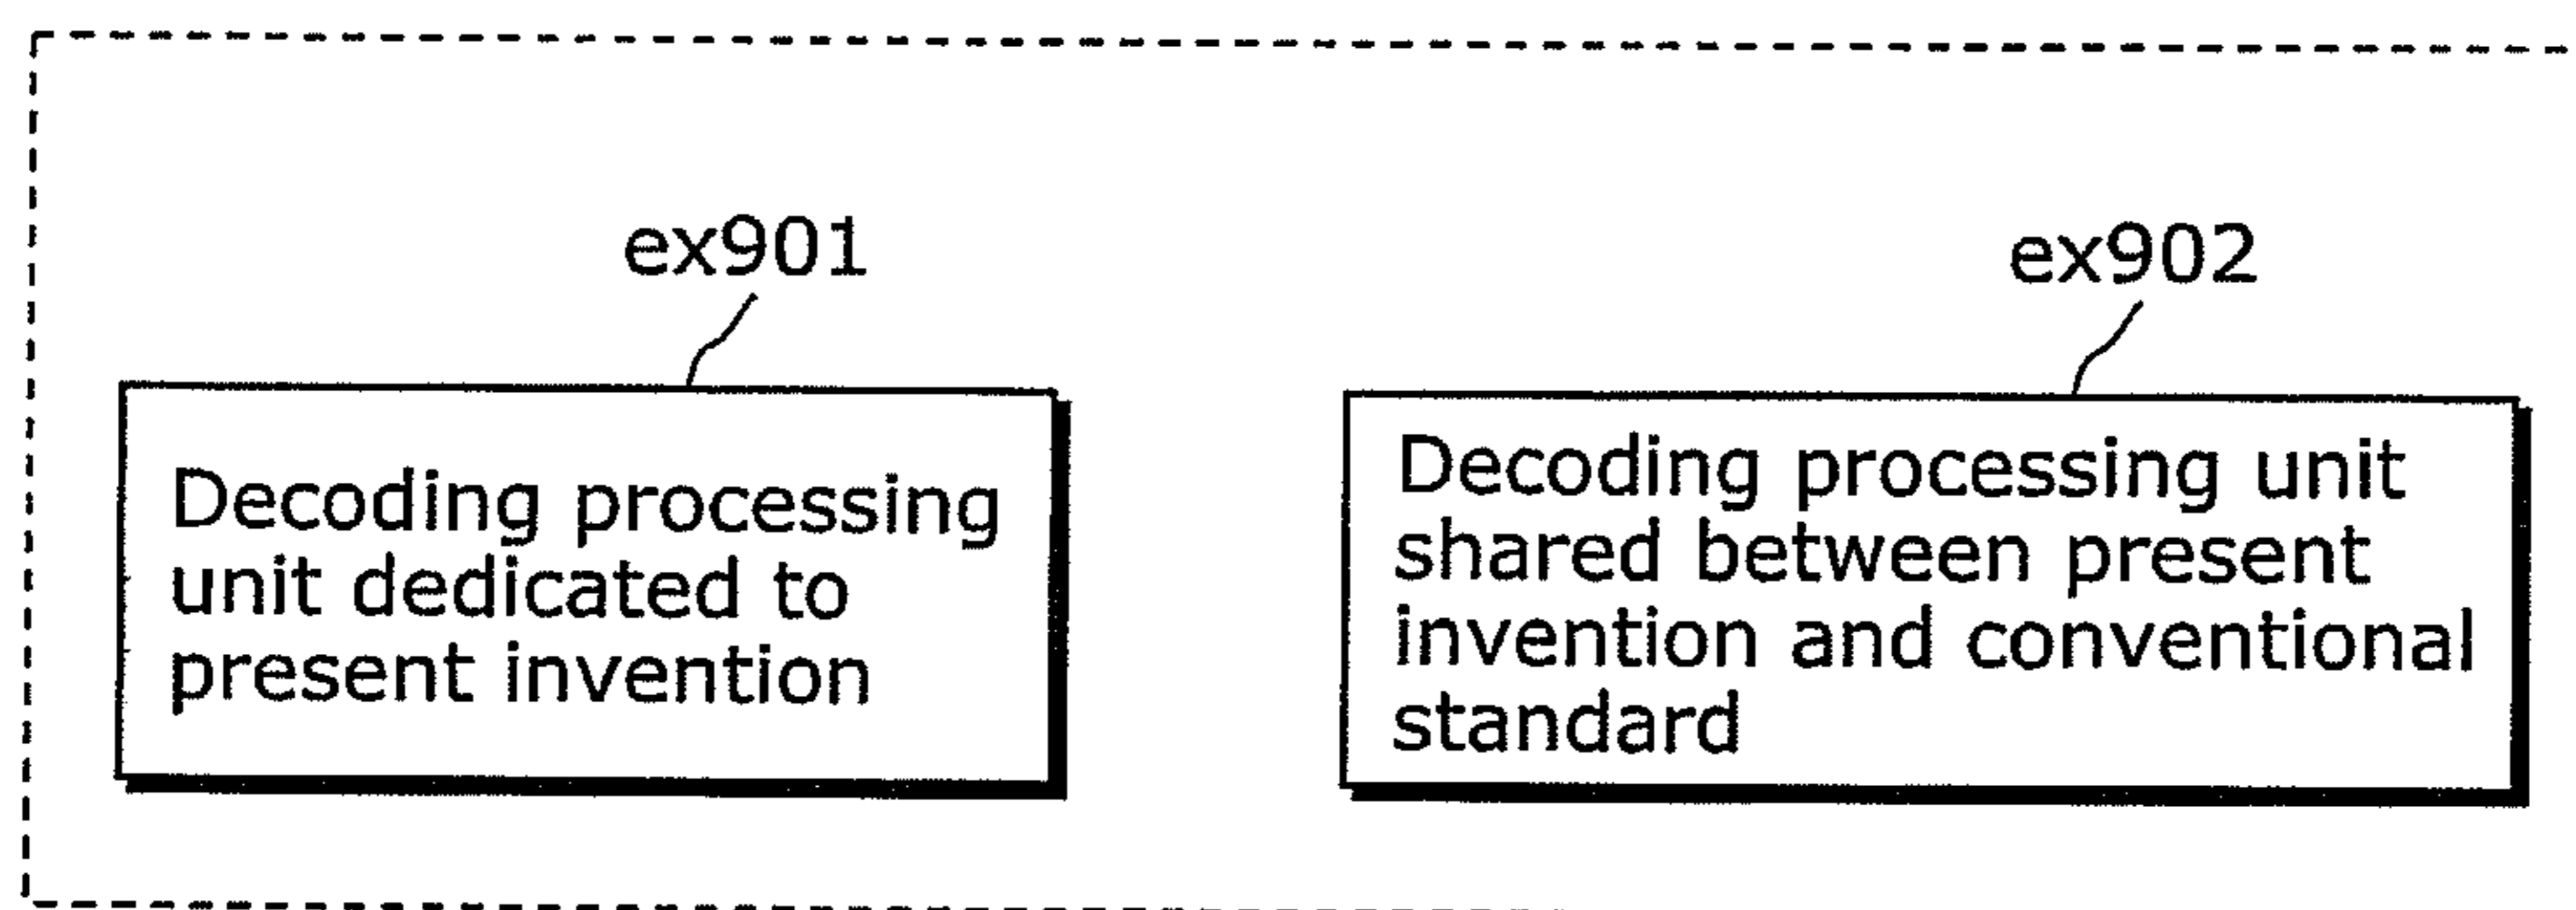 ex901
ex902
Decoding processing
unit dedicated to
present invention
Decoding processing unit
shared between present
invention and conventional
standard